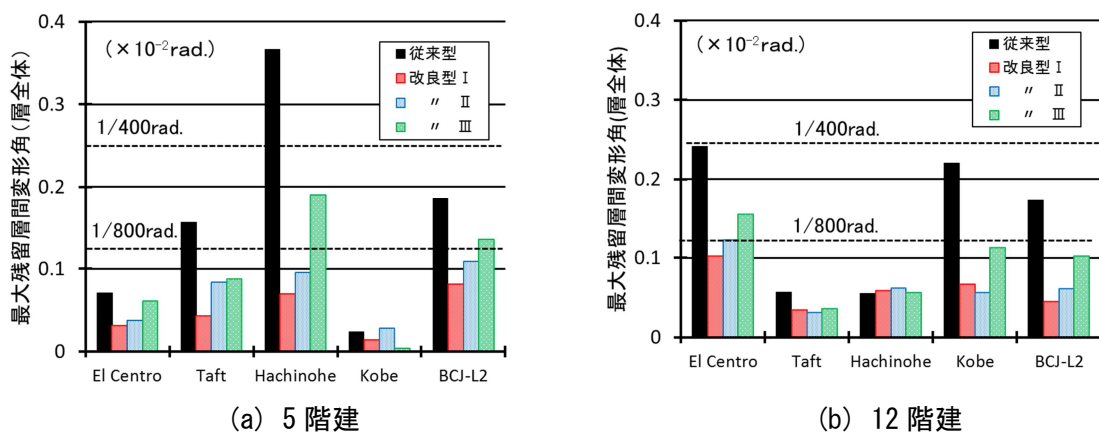 最大残留層間変形角(層全体)
0.4
0.3
0.2
0.1
0
(×10⁻²rad.)
従来型
改良型Ⅰ
〃 Ⅱ
〃 Ⅲ
1/400rad.
1/800rad.
El Centro Taft Hachinohe Kobe BCJ-L2
(a) 5階建
最大残留層間変形角(層全体)
0.4
0.3
0.2
0.1
0
(×10⁻²rad.)
従来型
改良型Ⅰ
〃 Ⅱ
〃 Ⅲ
1/400rad.
1/800rad.
El Centro Taft Hachinohe Kobe BCJ-L2
(b) 12階建